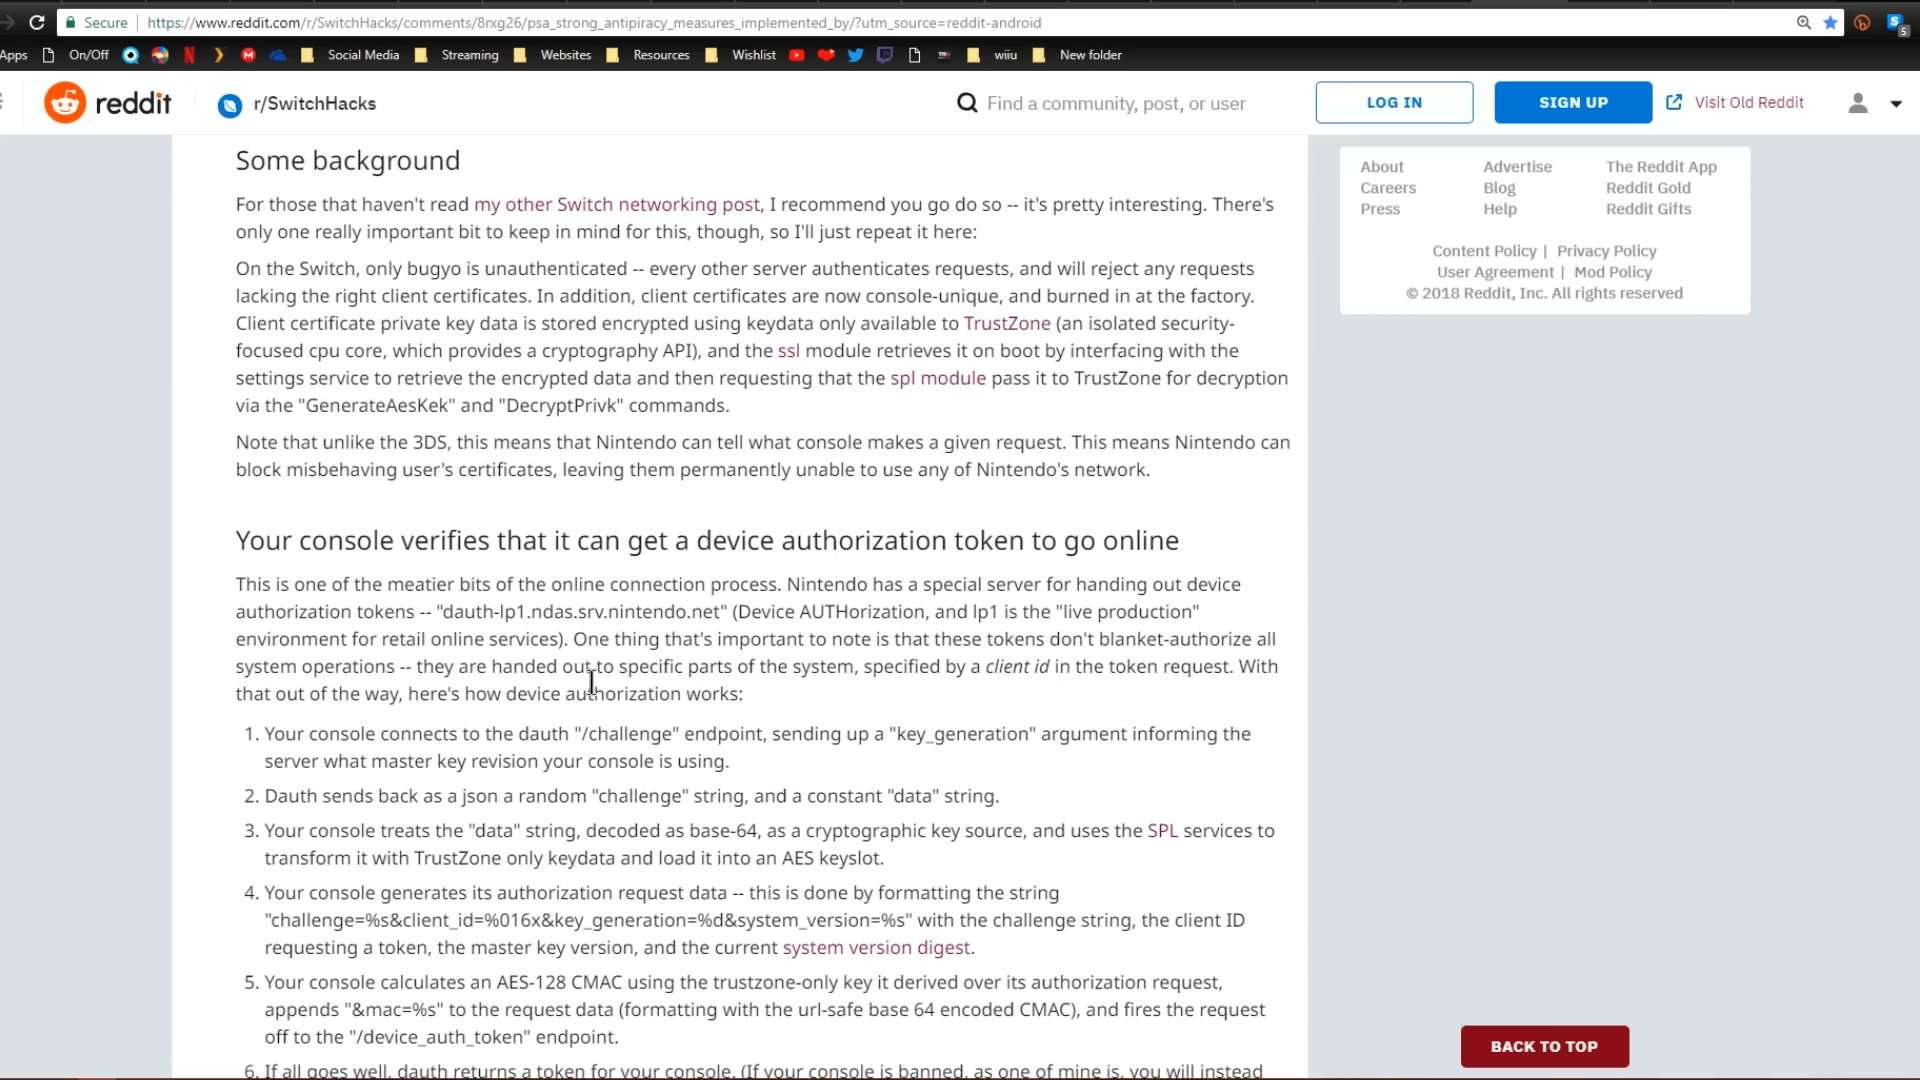 Secure https://www.reddit.com/r/SwitchHacks/comments/8rxg26/psa_strong_antipiracy_measures_implemented_by/?utm_source=reddit-android
5
Apps On/Off Social Media Streaming Websites Resources Wishlist wiiu New folder
reddit r/SwitchHacks Find a community, post, or user LOG IN SIGN UP Visit Old Reddit
Some background
For those that haven't read my other Switch networking post, I recommend you go do so -- it's pretty interesting. There's
only one really important bit to keep in mind for this, though, so I'll just repeat it here:
On the Switch, only bugyo is unauthenticated -- every other server authenticates requests, and will reject any requests
lacking the right client certificates. In addition, client certificates are now console-unique, and burned in at the factory.
Client certificate private key data is stored encrypted using keydata only available to TrustZone (an isolated security-
focused cpu core, which provides a cryptography API), and the ssl module retrieves it on boot by interfacing with the
settings service to retrieve the encrypted data and then requesting that the spl module pass it to TrustZone for decryption
via the "GenerateAesKek" and "DecryptPrivk" commands.
Note that unlike the 3DS, this means that Nintendo can tell what console makes a given request. This means Nintendo can
block misbehaving user's certificates, leaving them permanently unable to use any of Nintendo's network.
Your console verifies that it can get a device authorization token to go online
This is one of the meatier bits of the online connection process. Nintendo has a special server for handing out device
authorization tokens -- "dauth-lp1.ndas.srv.nintendo.net" (Device AUTHorization, and lp1 is the "live production"
environment for retail online services). One thing that's important to note is that these tokens don't blanket-authorize all
system operations -- they are handed out to specific parts of the system, specified by a client id in the token request. With
that out of the way, here's how device authorization works:
1. Your console connects to the dauth "/challenge" endpoint, sending up a "key_generation" argument informing the
server what master key revision your console is using.
2. Dauth sends back as a json a random "challenge" string, and a constant "data" string.
3. Your console treats the "data" string, decoded as base-64, as a cryptographic key source, and uses the SPL services to
transform it with TrustZone only keydata and load it into an AES keyslot.
4. Your console generates its authorization request data -- this is done by formatting the string
"challenge=%s&client_id=%016x&key_generation=%d&system_version=%s" with the challenge string, the client ID
requesting a token, the master key version, and the current system version digest.
5. Your console calculates an AES-128 CMAC using the trustzone-only key it derived over its authorization request,
appends "&mac=%s" to the request data (formatting with the url-safe base 64 encoded CMAC), and fires the request
off to the "/device_auth_token" endpoint.
6. If all goes well, dauth returns a token for your console. (If your console is banned, as one of mine is, you will instead
About Advertise The Reddit App
Careers Blog Reddit Gold
Press Help Reddit Gifts
Content Policy | Privacy Policy
User Agreement | Mod Policy
© 2018 Reddit, Inc. All rights reserved
BACK TO TOP